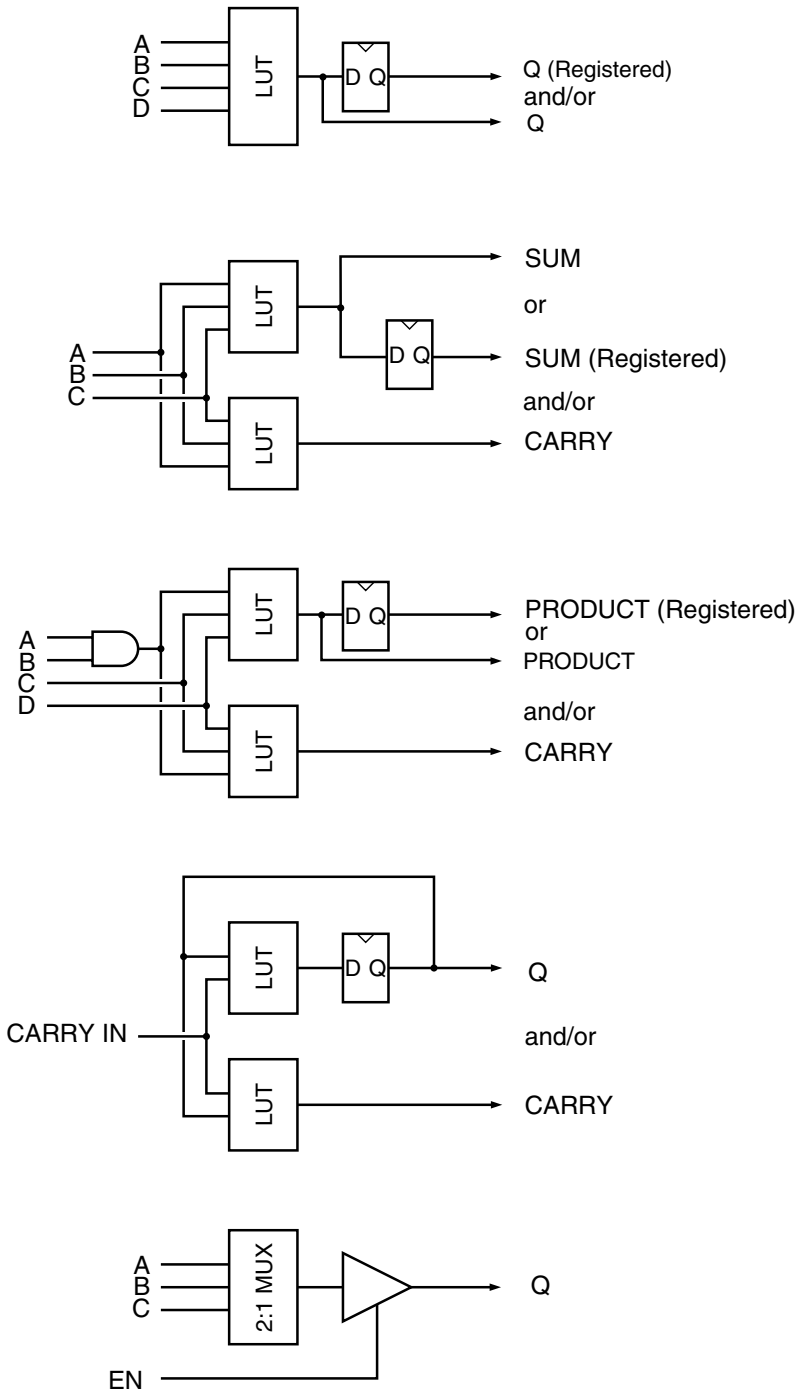 A
B
C
D
LUT
D Q
Q (Registered)
and/or
Q
A
B
C
LUT
LUT
D Q
SUM
or
SUM (Registered)
and/or
CARRY
A
B
C
D
LUT
LUT
D Q
PRODUCT (Registered)
or
PRODUCT
and/or
CARRY
CARRY IN
LUT
LUT
D Q
Q
and/or
CARRY
A
B
C
2:1 MUX
EN
Q